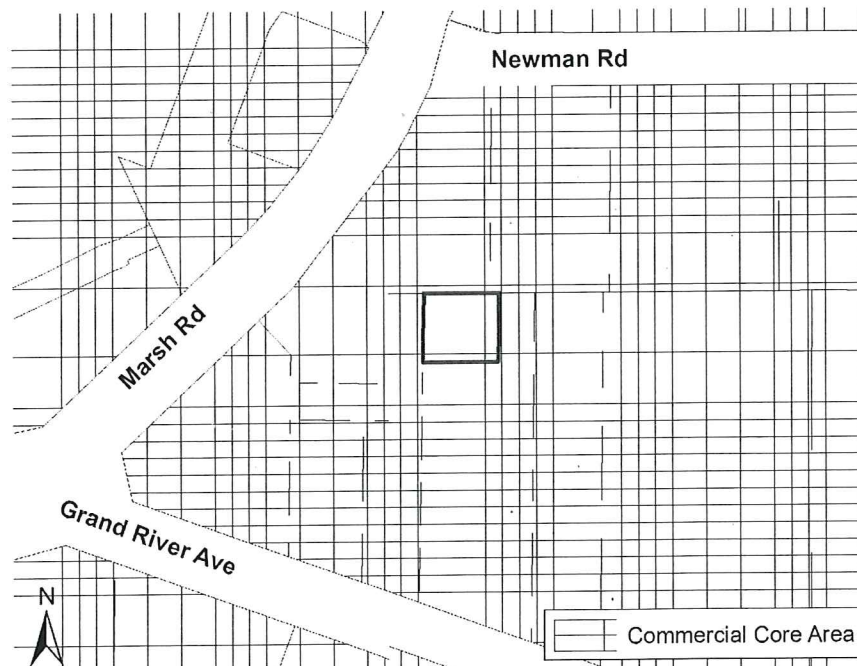 Newman Rd
Marsh Rd
Grand River Ave
N
Commercial Core Area